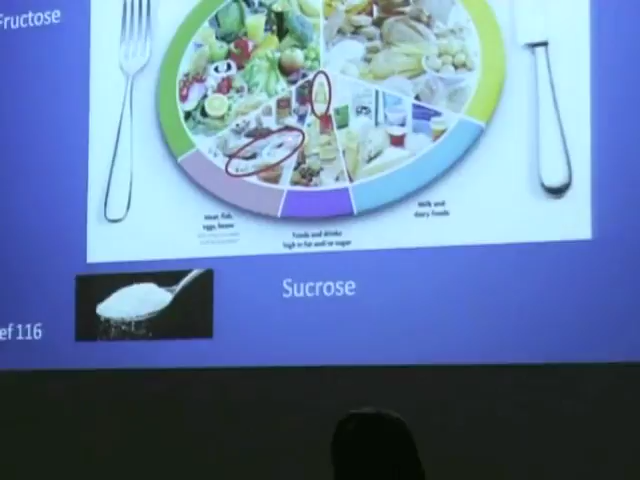 Fructose
Meat, fish,
eggs, beans
Foods and drinks
high in fat and/or sugar
Milk and
dairy foods
Sucrose
ef 116